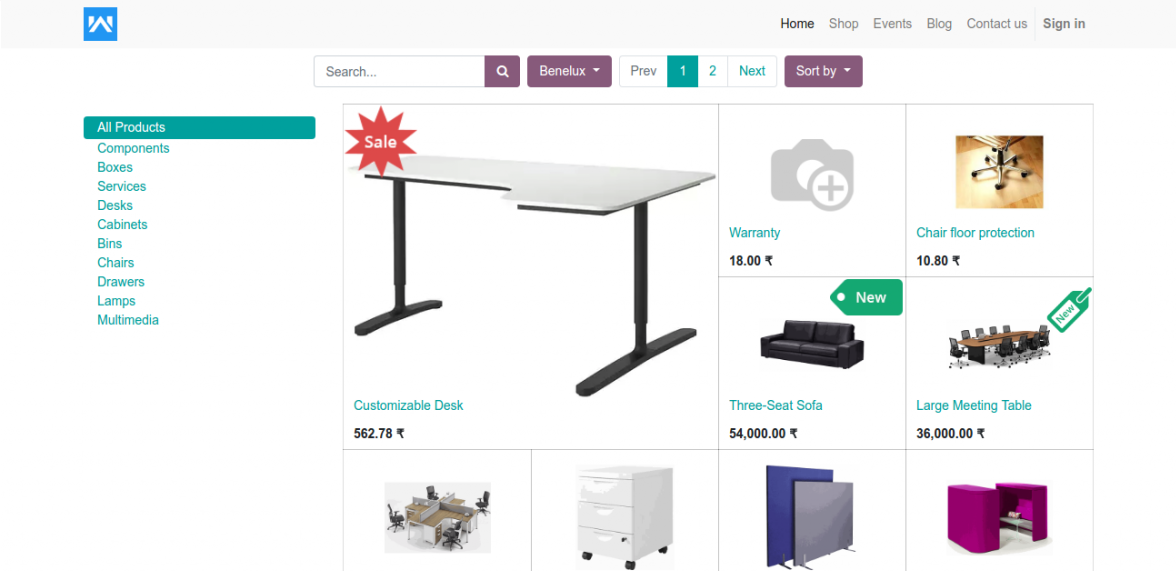 Home Shop Events Blog Contact us Sign in
Search... Benelux Prev 1 2 Next Sort by
All Products
Components
Boxes
Services
Desks
Cabinets
Bins
Chairs
Drawers
Lamps
Multimedia
Sale
Customizable Desk
562.78 ₹
Warranty
18.00 ₹
Chair floor protection
10.80 ₹
New
Three-Seat Sofa
54,000.00 ₹
New
Large Meeting Table
36,000.00 ₹